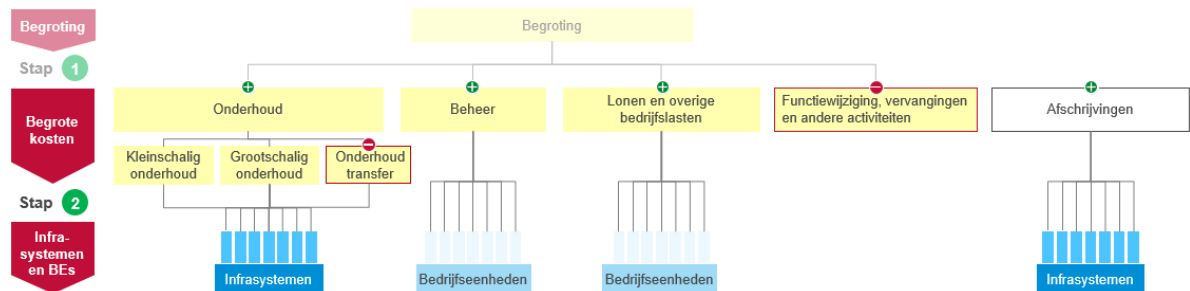 Begroting
Begroting
Stap 1
Begrote
kosten
Onderhoud
Beheer
Lonen en overige
bedrijfslasten
Functiewijziging, vervangingen
en andere activiteiten
Afschrijvingen
Kleinschalig
onderhoud
Grootschalig
onderhoud
Onderhoud
transfer
Stap 2
Infra-
systemen
en BEs
Infrasystemen
Bedrijfseenheden
Bedrijfseenheden
Infrasystemen